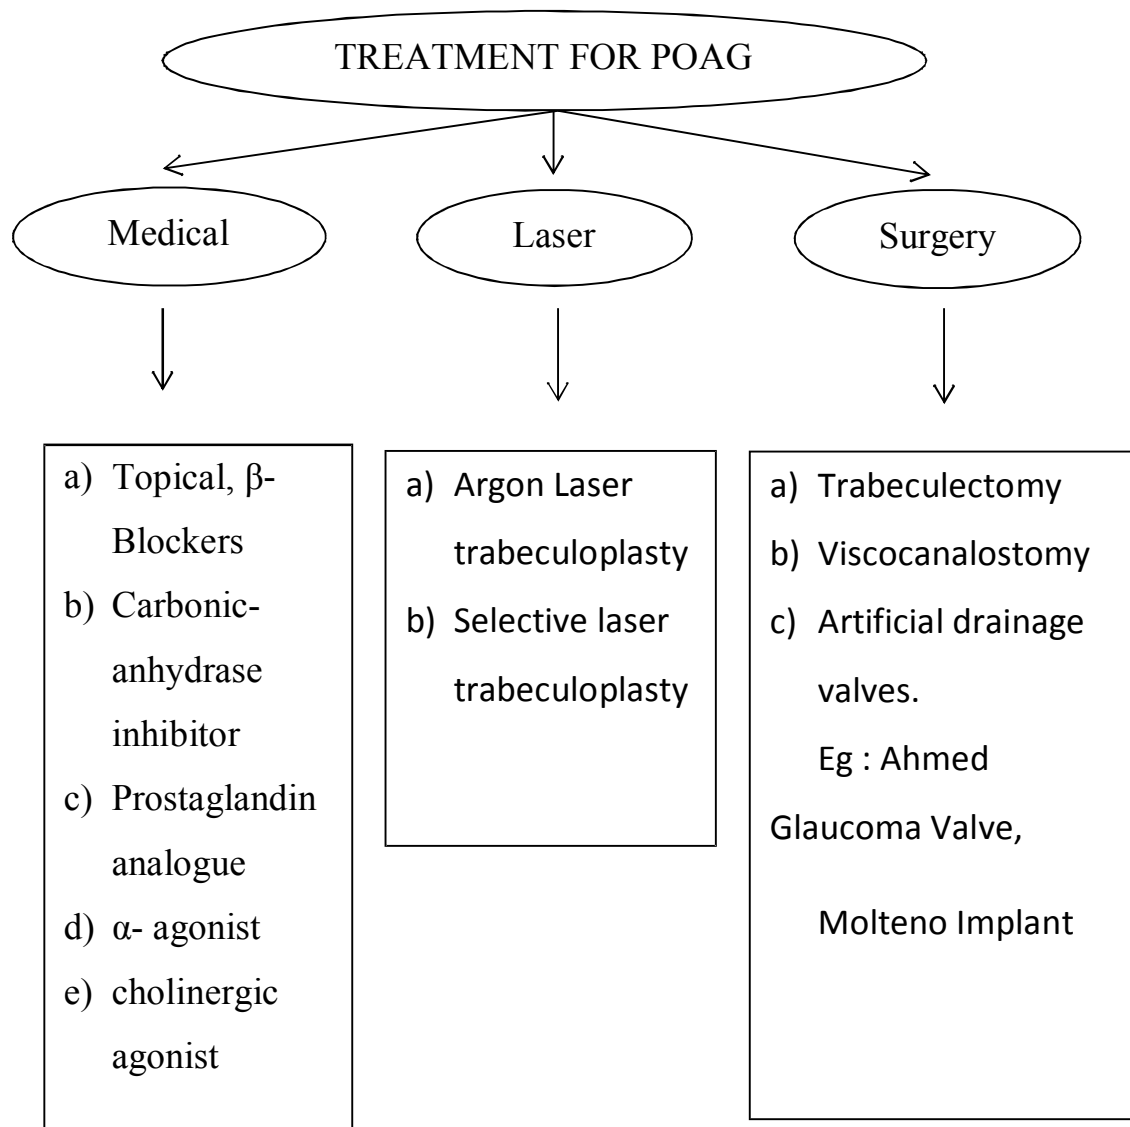 TREATMENT FOR POAG
Medical
Laser
Surgery
a) Topical, β-
Blockers
b) Carbonic-
anhydrase
inhibitor
c) Prostaglandin
analogue
d) α- agonist
e) cholinergic
agonist
a) Argon Laser
trabeculoplasty
b) Selective laser
trabeculoplasty
a) Trabeculectomy
b) Viscocanalostomy
c) Artificial drainage
valves.
Eg : Ahmed
Glaucoma Valve,
Molteno Implant